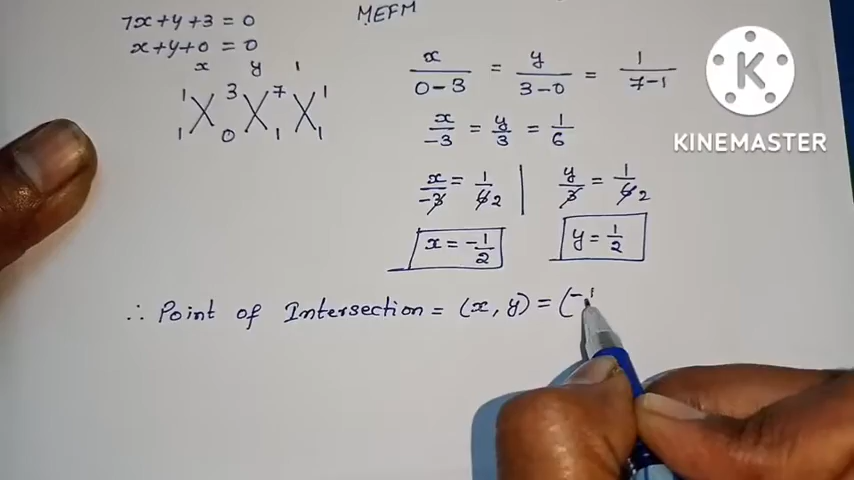 7x+y+3 = 0
MEFM
x+y+0 = 0
x y 1
1 3 7 1
1 0 1 1
x/0-3 = y/3-0 = 1/7-1
x/-3 = y/3 = 1/6
x/-3 = 1/6 2 | y/3 = 1/6 2
x = -1/2 y = 1/2
∴ Point of Intersection = (x, y) = (-1
K
KINEMASTER